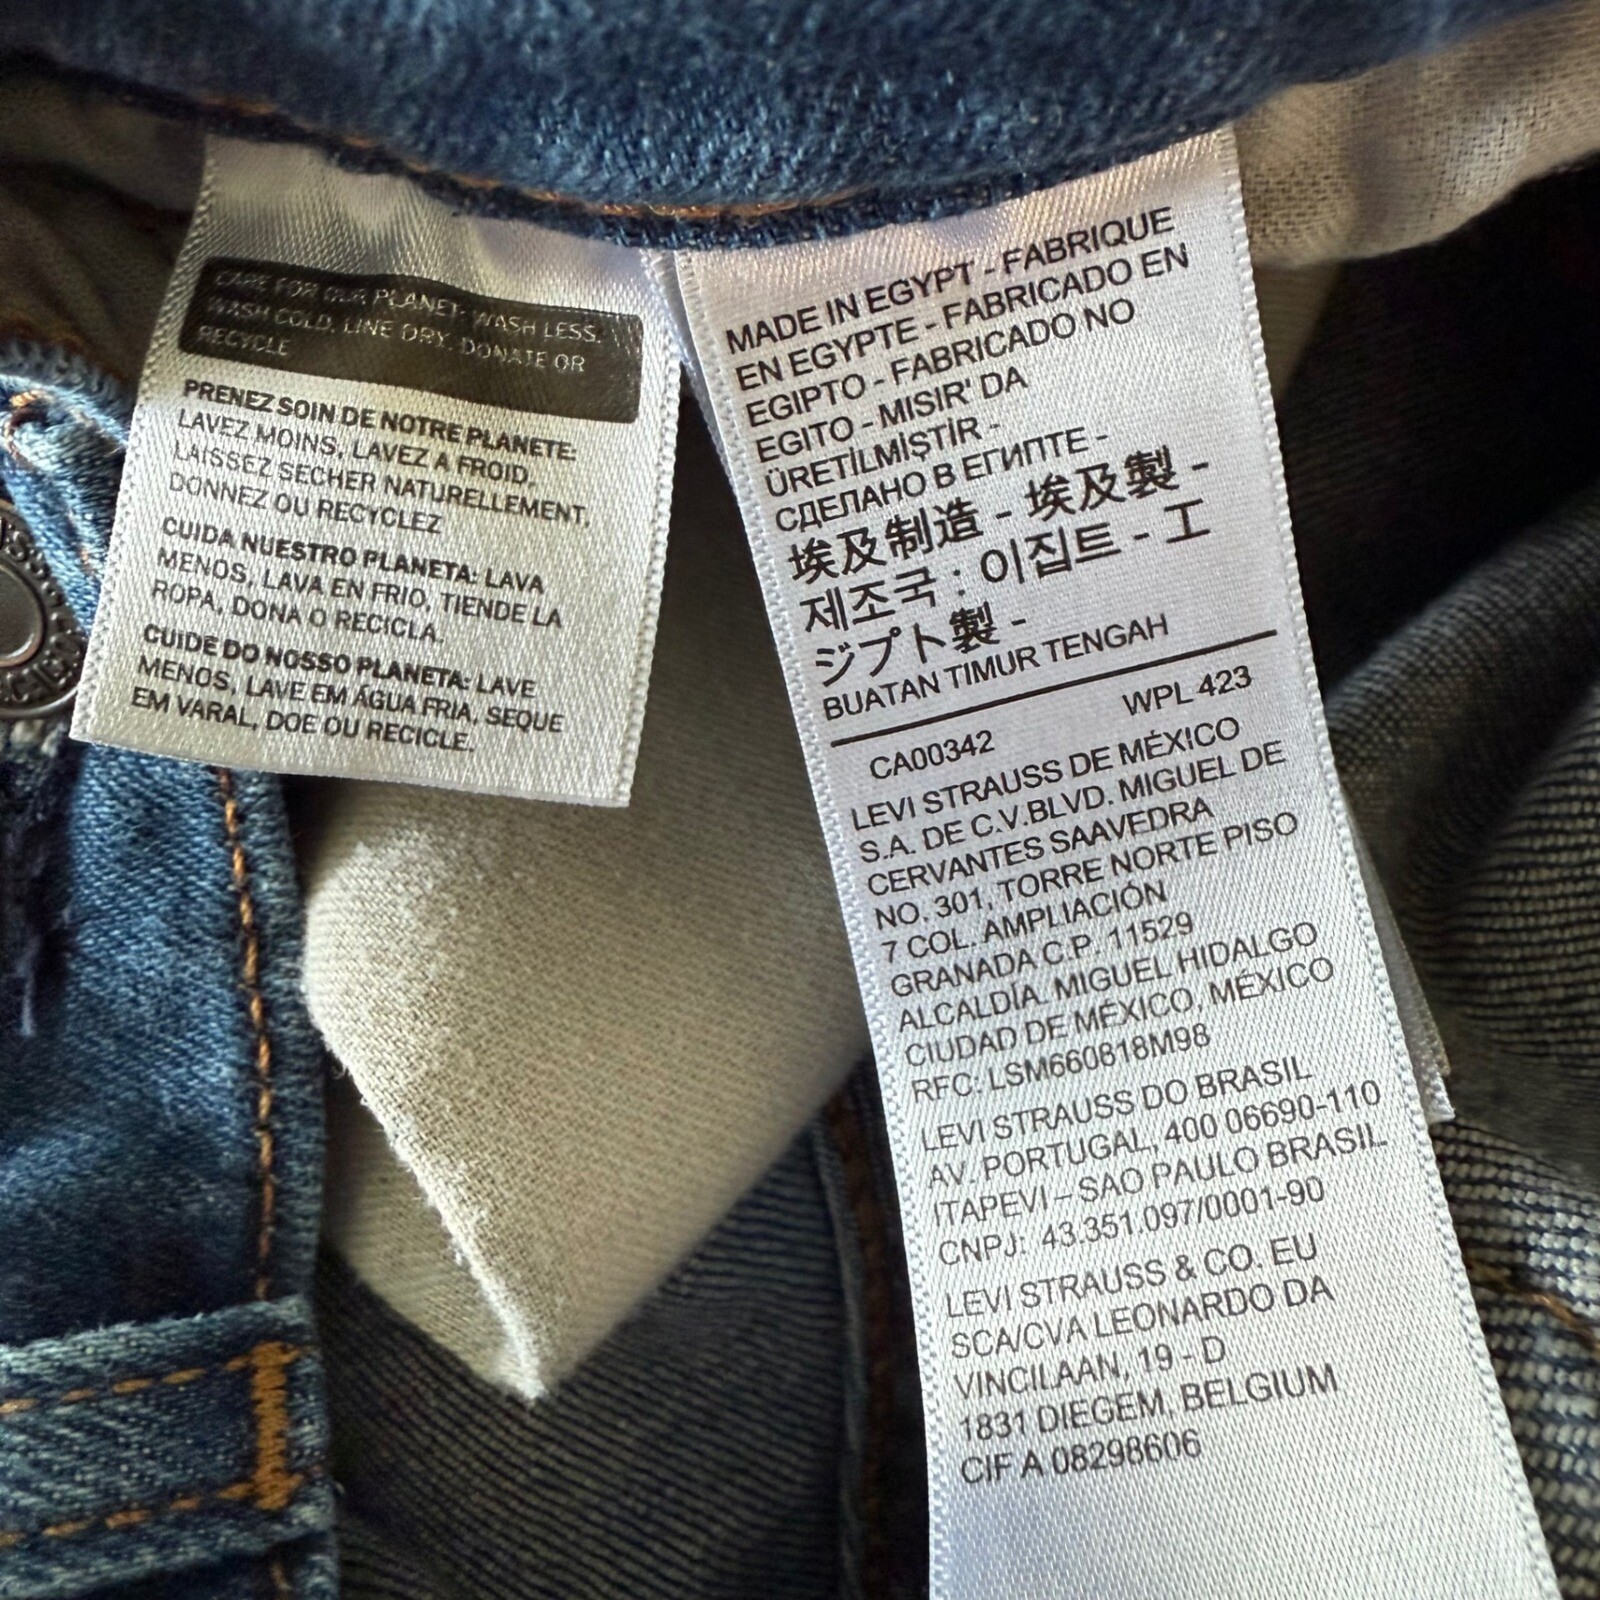 CARE FOR OUR PLANET: WASH LESS,
WASH COLD, LINE DRY, DONATE OR
RECYCLE
PRENEZ SOIN DE NOTRE PLANETE:
LAVEZ MOINS, LAVEZ A FROID.
LAISSEZ SECHER NATURELLEMENT,
DONNEZ OU RECYCLEZ
CUIDA NUESTRO PLANETA: LAVA
MENOS, LAVA EN FRIO, TIENDE LA
ROPA, DONA O RECICLA.
CUIDE DO NOSSO PLANETA: LAVE
MENOS, LAVE EM ÁGUA FRIA, SEQUE
EM VARAL, DOE OU RECICLE.
MADE IN EGYPT - FABRIQUE
EN EGYPTE - FABRICADO EN
EGIPTO - FABRICADO NO
EGITO - MISIR' DA
ÜRETİLMİŞTİR -
СДЕЛАНО В ЕГИПТЕ -
埃及制造 - 埃及製 -
제조국 : 이집트 - エ
ジプト製 -
BUATAN TIMUR TENGAH
WPL 423
CA00342
LEVI STRAUSS DE MÉXICO
S.A. DE C.V.BLVD. MIGUEL DE
CERVANTES SAAVEDRA
NO. 301, TORRE NORTE PISO
7 COL. AMPLIACIÓN
GRANADA C.P. 11529
ALCALDÍA. MIGUEL HIDALGO
CIUDAD DE MÉXICO, MÉXICO
RFC: LSM660818M98
LEVI STRAUSS DO BRASIL
AV. PORTUGAL, 400 06690-110
ITAPEVI – SAO PAULO BRASIL
CNPJ: 43.351.097/0001-90
LEVI STRAUSS & CO. EU
SCA/CVA LEONARDO DA
VINCILAAN, 19 - D
1831 DIEGEM, BELGIUM
CIF A 08298606